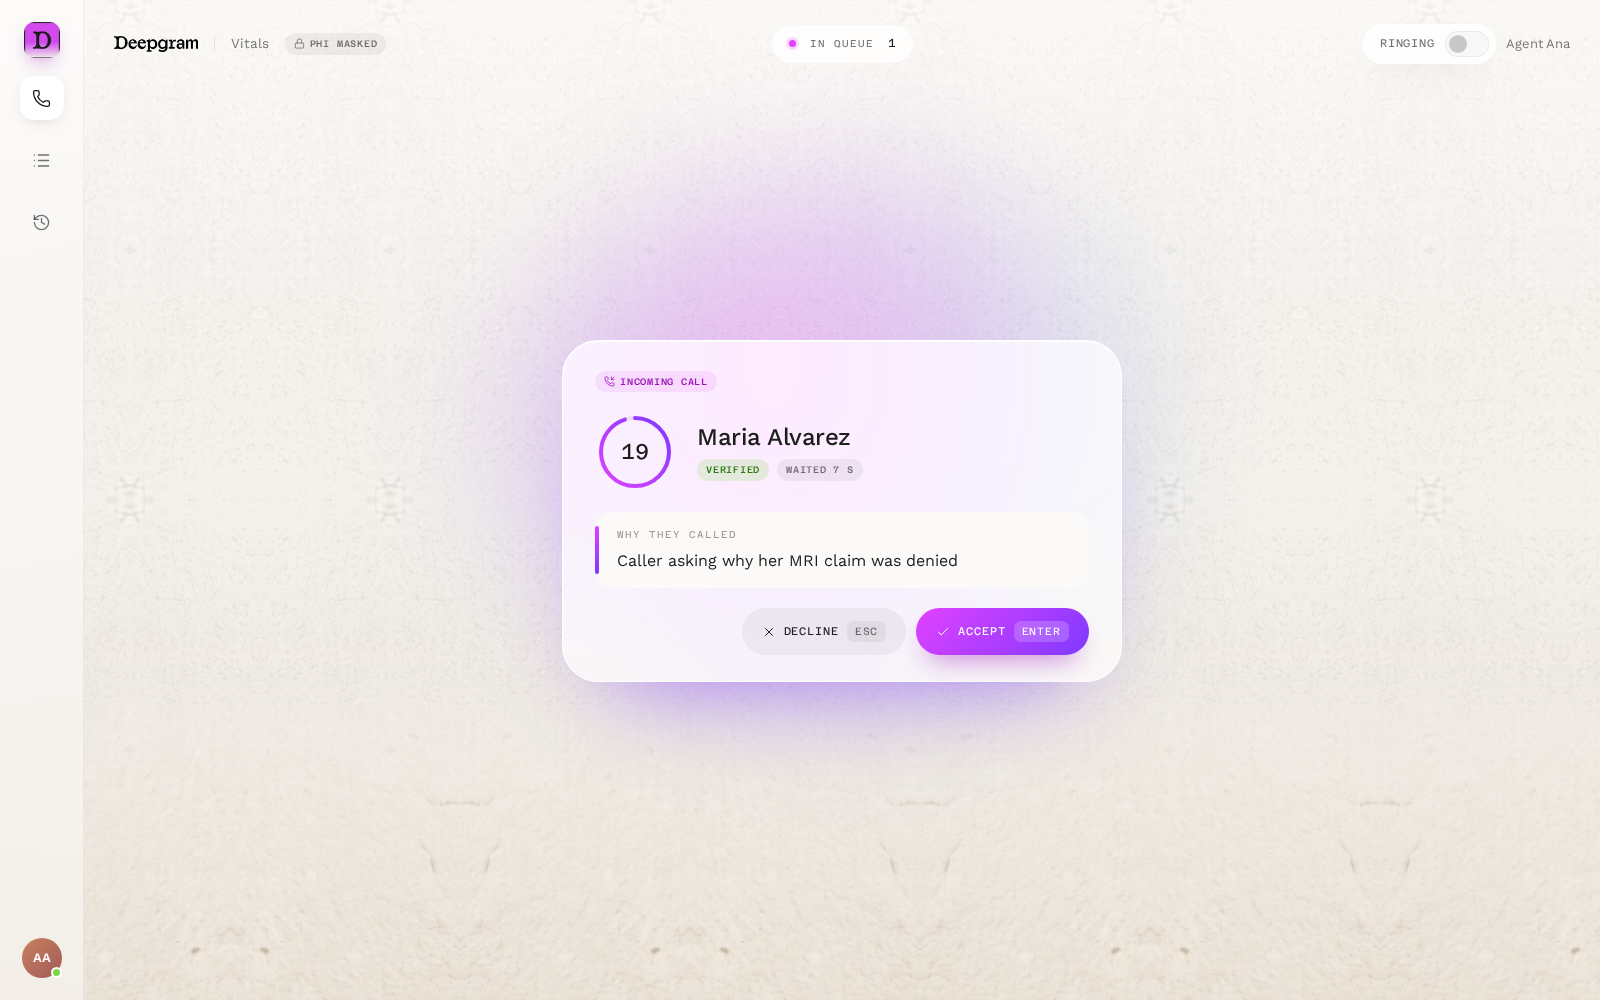 D
Deepgram
Vitals
PHI MASKED
IN QUEUE 1
RINGING
Agent Ana
INCOMING CALL
19
Maria Alvarez
VERIFIED
WAITED 7 S
WHY THEY CALLED
Caller asking why her MRI claim was denied
DECLINE ESC
ACCEPT ENTER
AA